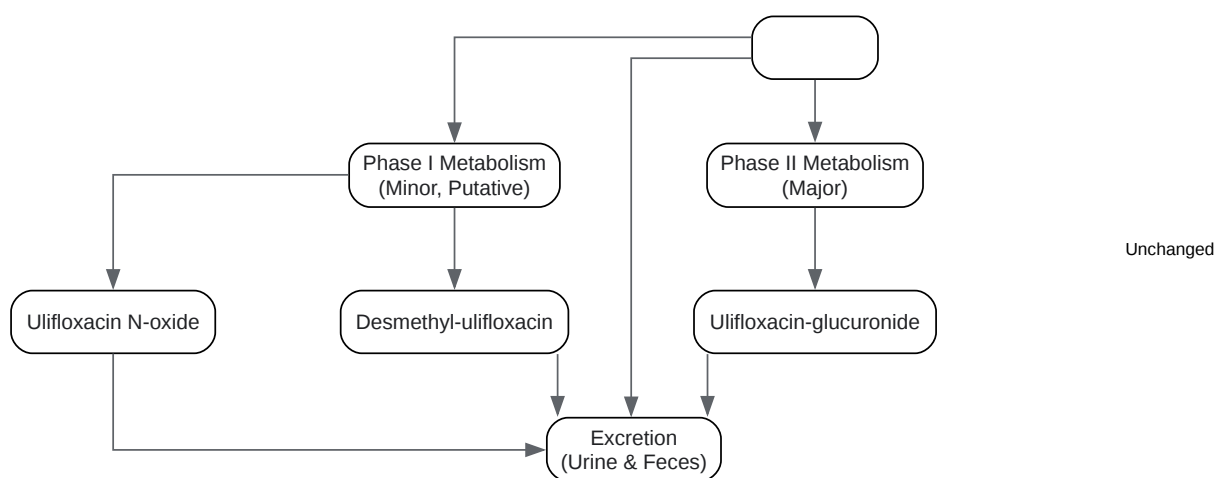 Phase I Metabolism
(Minor, Putative)
Phase II Metabolism
(Major)
Unchanged
Ulifloxacin N-oxide
Desmethyl-ulifloxacin
Ulifloxacin-glucuronide
Excretion
(Urine & Feces)